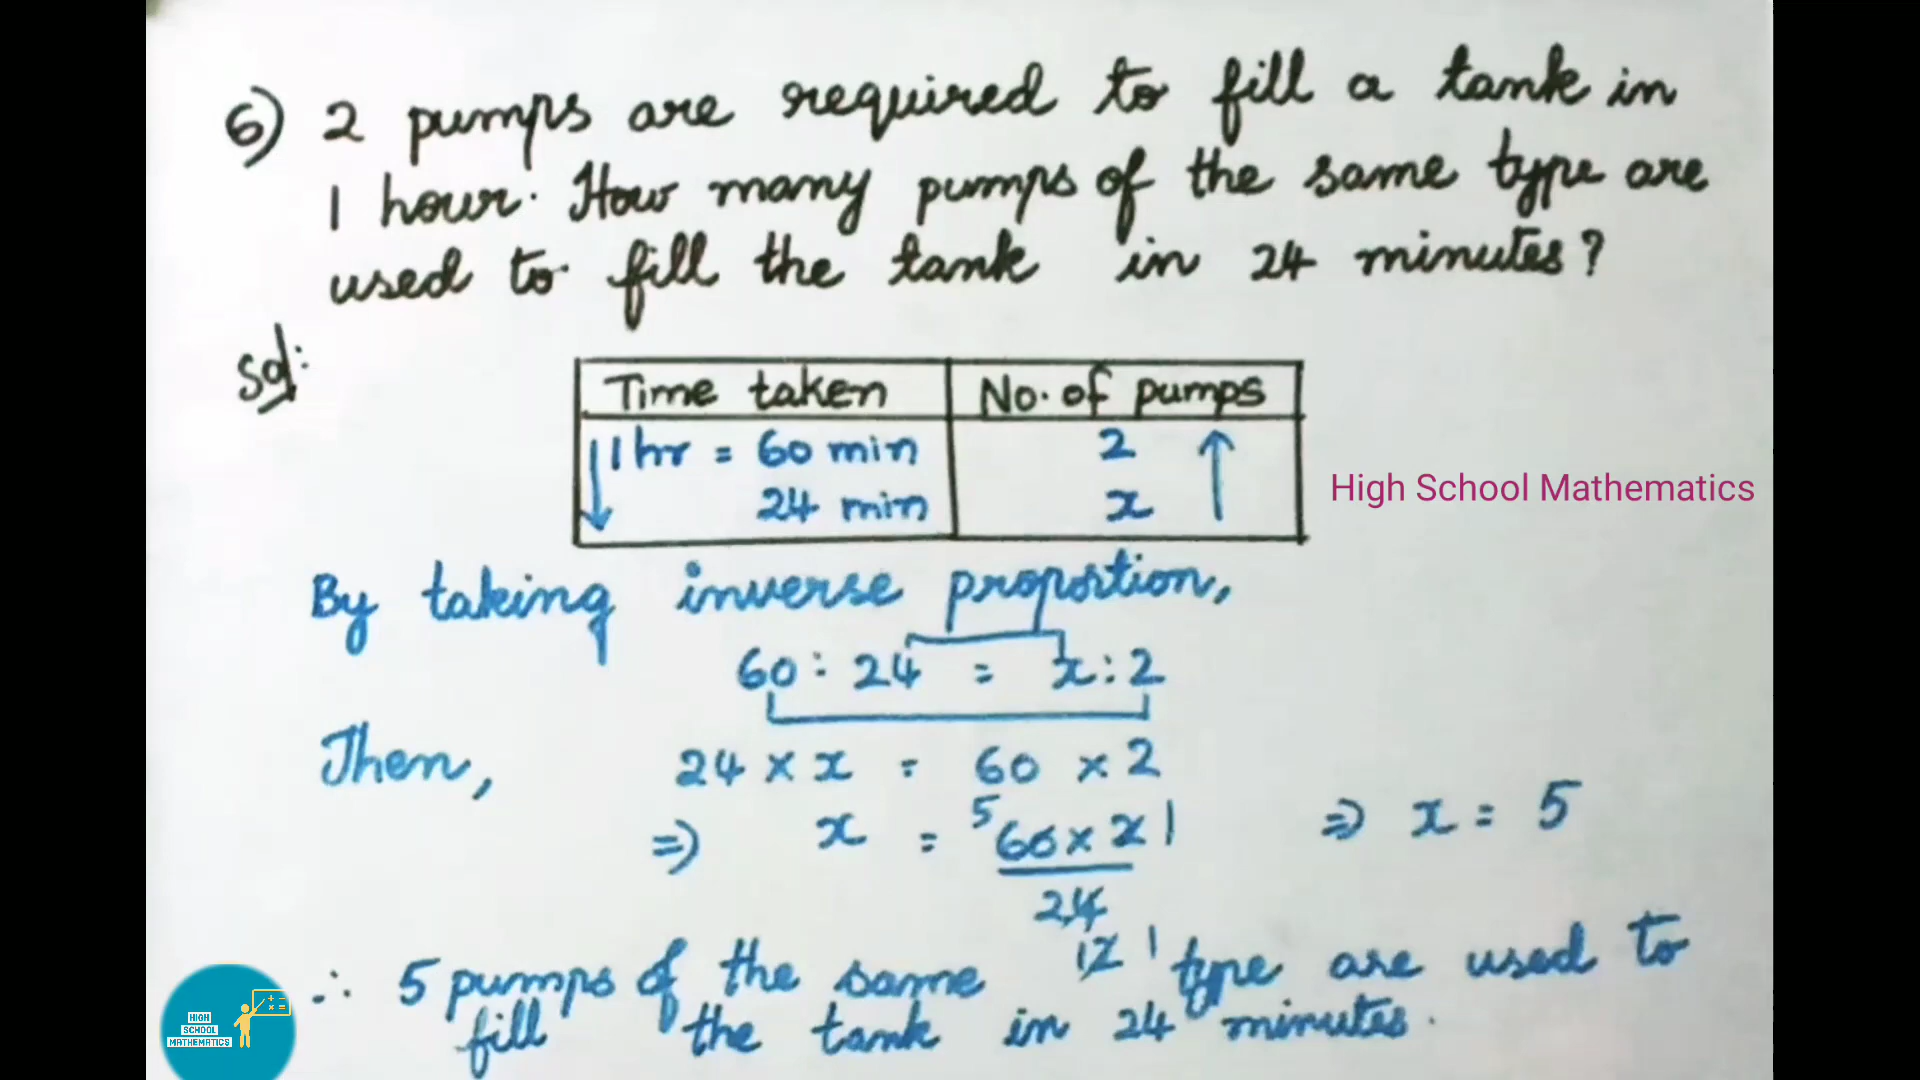 6) 2 pumps are required to fill a tank in
1 hour. How many pumps of the same type are
used to fill the tank in 24 minutes?
Sol:
Time taken No. of pumps
1 hr = 60 min 2
24 min x
High School Mathematics
By taking inverse proportion,
60 : 24 = x : 2
Then, 24 × x = 60 × 2
⇒ x = 5 60 × 2 1 ⇒ x = 5
24
12 1
∴ 5 pumps of the same type are used to
fill the tank in 24 minutes.
HIGH
SCHOOL
MATHEMATICS